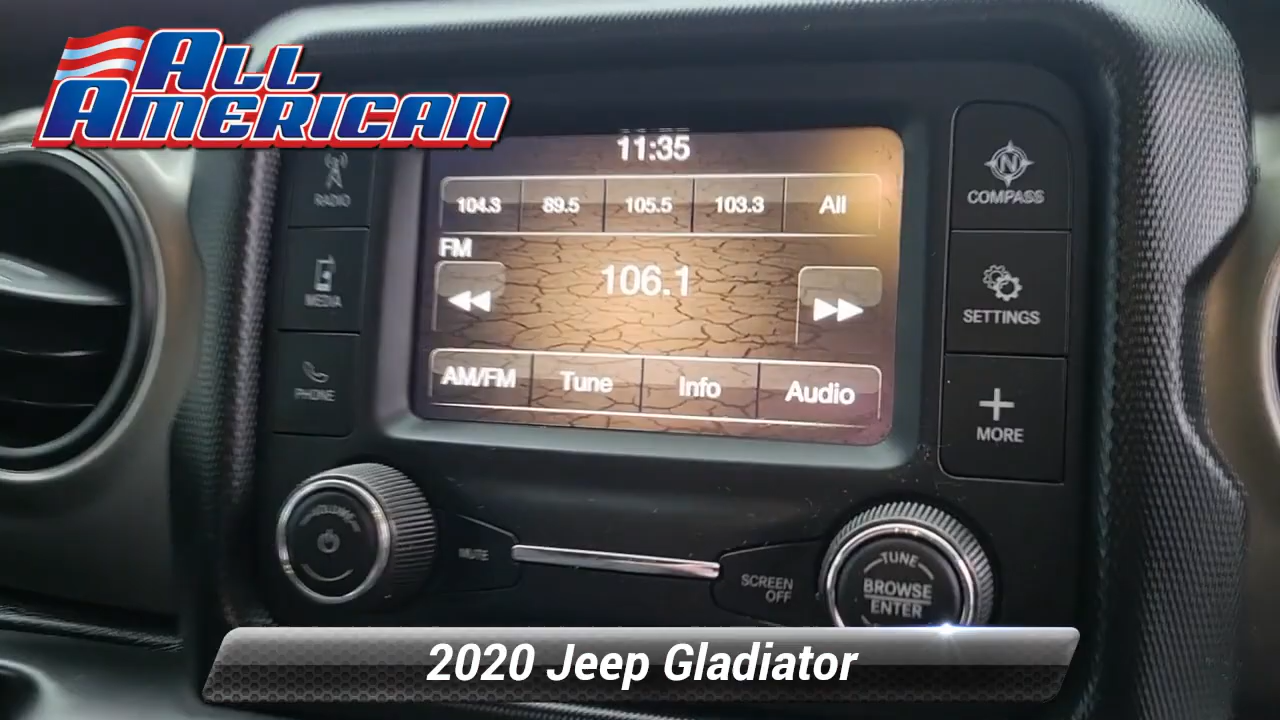 ALL
AMERICAN
11:35
RADIO
104.3 89.5 105.5 103.3 All
COMPASS
N
FM
106.1
MEDIA
SETTINGS
AM/FM Tune Info Audio
PHONE
MORE
VOLUME
MUTE
SCREEN
OFF
TUNE
BROWSE
ENTER
2020 Jeep Gladiator